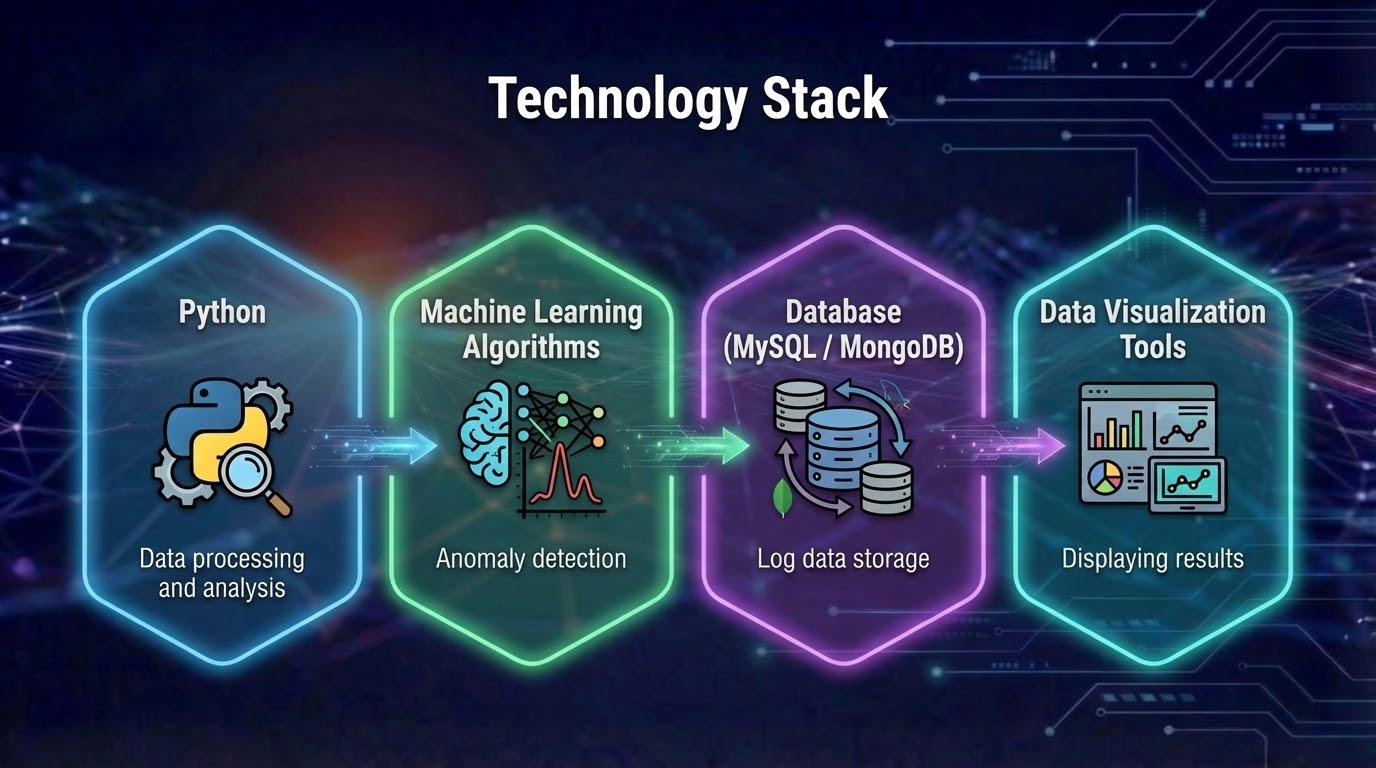 Technology Stack
Python
Data processing
and analysis
Machine Learning
Algorithms
Anomaly detection
Database
(MySQL / MongoDB)
Log data storage
Data Visualization
Tools
Displaying results